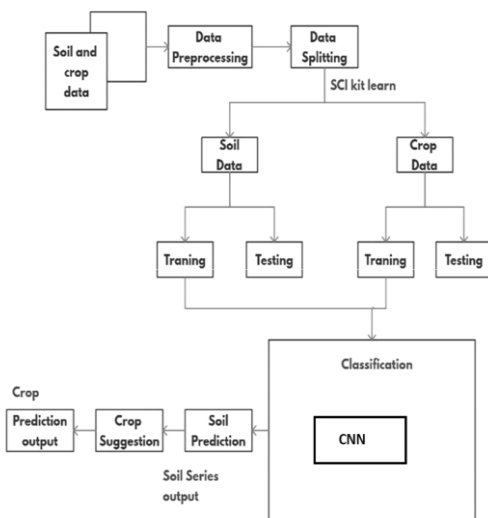 Soil and
crop
data
Data
Preprocessing
Data
Splitting
SCI kit learn
Soil
Data
Crop
Data
Traning
Testing
Traning
Testing
Classification
CNN
Crop
Prediction
output
Crop
Suggestion
Soil
Prediction
Soil Series
output